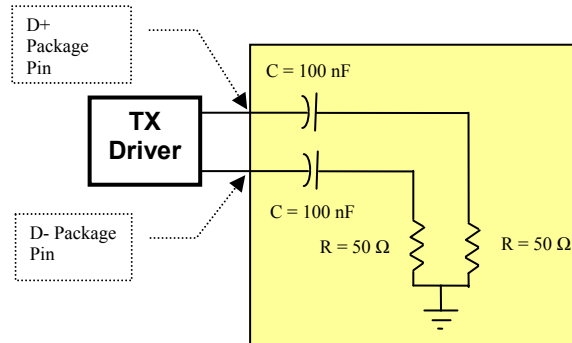 D+
Package
Pin
C = 100 nF
TX
Driver
C = 100 nF
D- Package
Pin
R = 50 Ω
R = 50 Ω